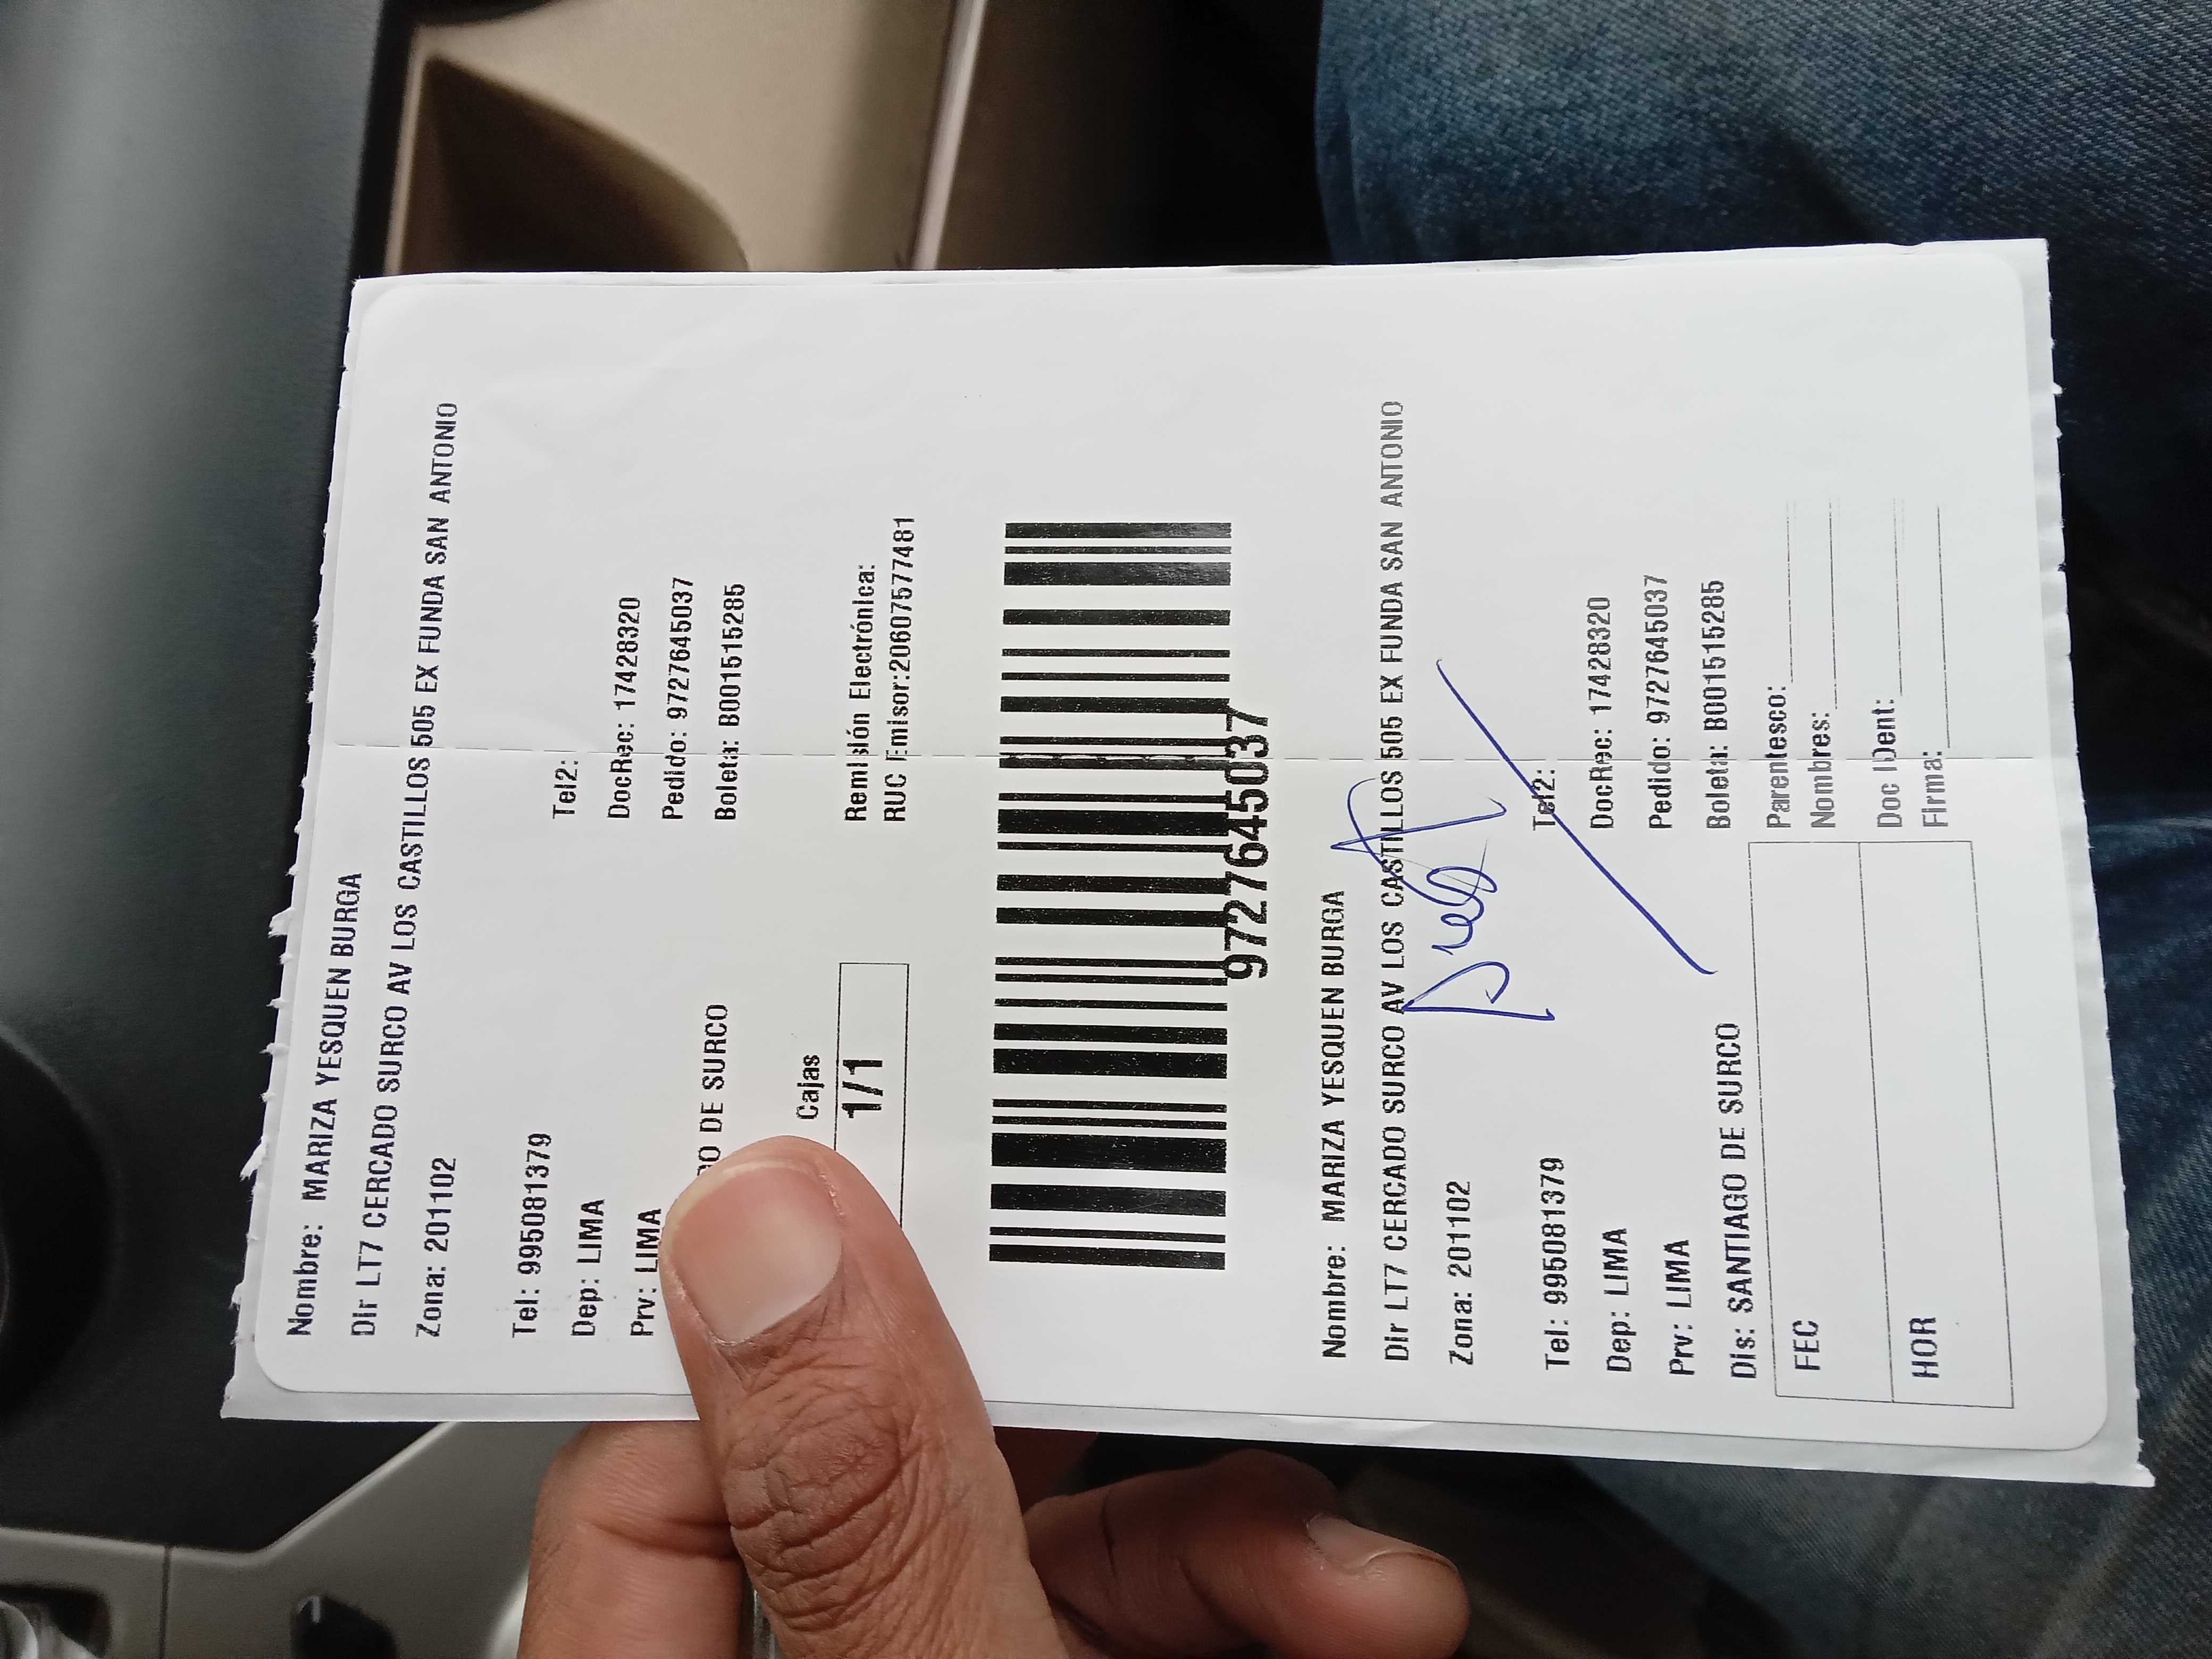 Nombre: MARIZA YESQUEN BURGA
Dir LT7 CERCADO SURCO AV LOS CASTILLOS 505 EX FUNDA SAN ANTONIO
Zona: 201102
Tel: 995081379 Tel2:
Dep: LIMA DocRec: 17428320
Prv: LIMA Pedido: 9727645037
DE SURCO Boleta: B001515285
Cajas
1/1
Remisión Electrónica:
RUC Emisor:20607577481
9727645037
Nombre: MARIZA YESQUEN BURGA
Dir LT7 CERCADO SURCO AV LOS CASTILLOS 505 EX FUNDA SAN ANTONIO
Zona: 201102
Tel: 995081379 Tel2:
Dep: LIMA DocRec: 17428320
Prv: LIMA Pedido: 9727645037
Dis: SANTIAGO DE SURCO Boleta: B001515285
FEC
HOR
Parentesco:
Nombres:
Doc IDent:
Firma: